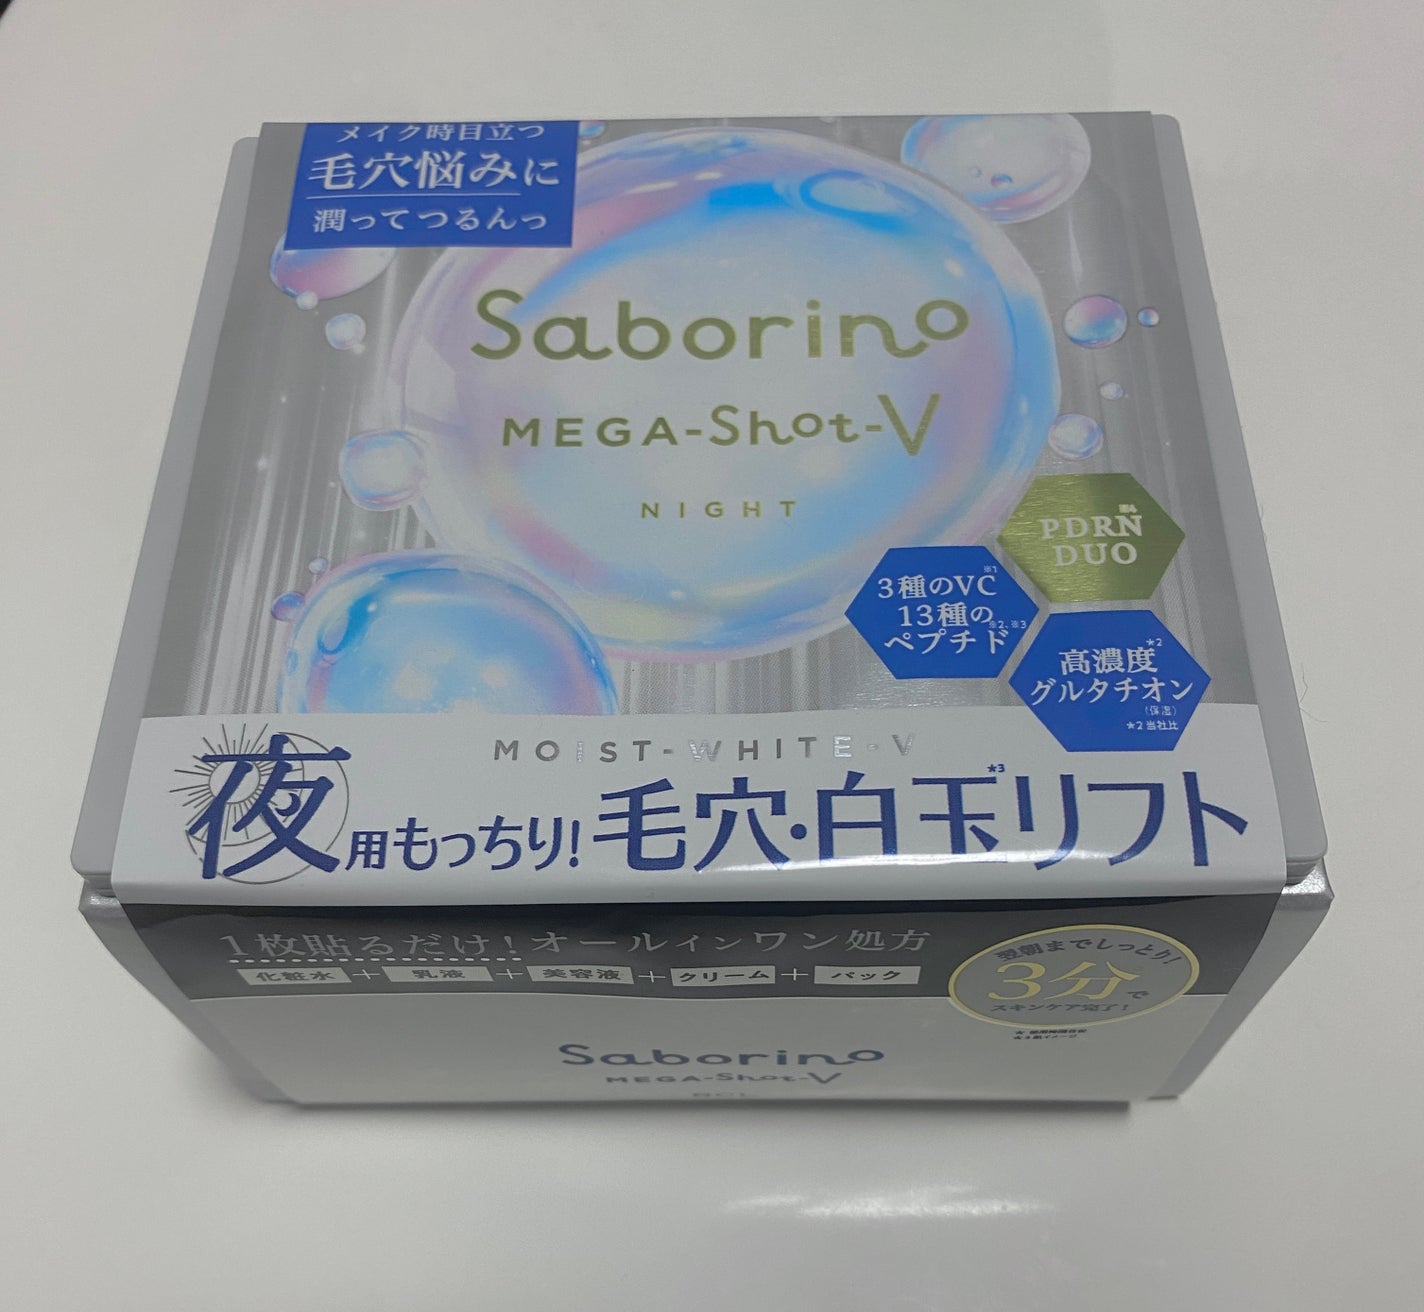 メイク時目立つ
毛穴悩みに
潤ってつるんっ
Saborino
MEGA-Shot-V
NIGHT
PDRN
DUO
3種のVC※1
13種の
ペプチド※2、※3
高濃度*2
グルタチオン
(保湿)
*2 当社比
MOIST-WHITE-V
夜用もっちり!毛穴・白玉*3リフト
1枚貼るだけ!オールインワン処方
化粧水+乳液+美容液+クリーム+パック
翌朝までしっとり!
3分で
スキンケア完了!
Saborino
MEGA-Shot-V
BCL